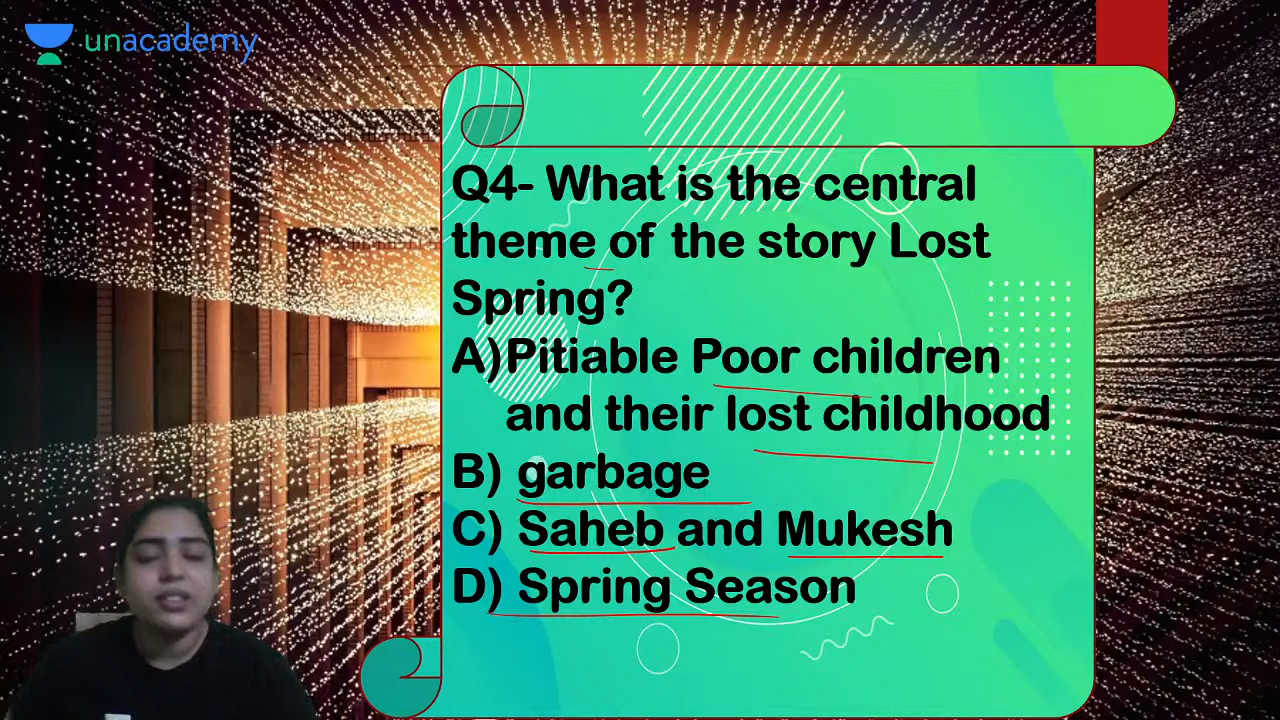 unacademy
Q4- What is the central
theme of the story Lost
Spring?
A)Pitiable Poor children
and their lost childhood
B) garbage
C) Saheb and Mukesh
D) Spring Season